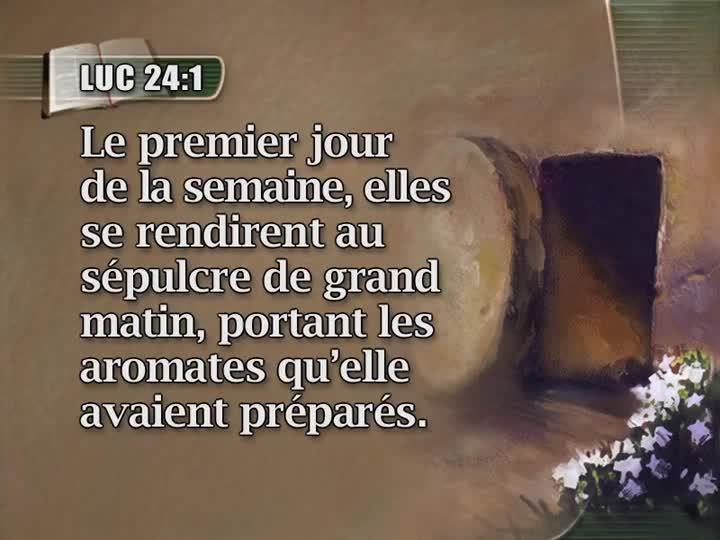 LUC 24:1
Le premier jour
de la semaine, elles
se rendirent au
sépulcre de grand
matin, portant les
aromates qu’elle
avaient préparés.